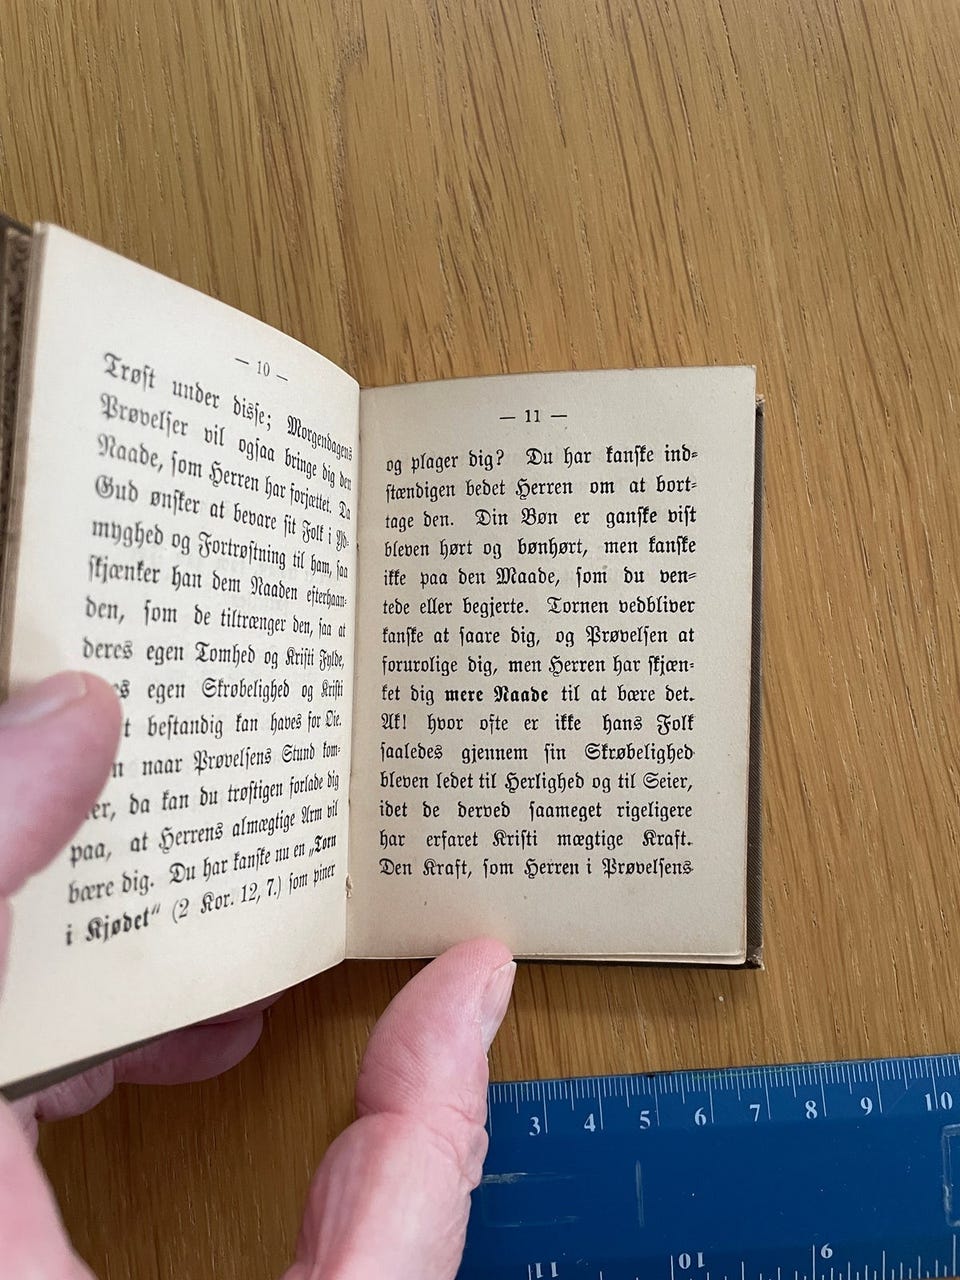 — 10 —
Trøst under disse; Morgendagens
Prøvelser vil ogsaa bringe dig den
Naade, som Herren har forjættet. Da
Gud ønsker at bevare sit Folk i Yd-
myghed og Fortrøstning til ham, saa
skjænker han dem Naaden efterhaan-
den, som de tiltrænger den, saa at
deres egen Tomhed og Kristi Fylde,
egen Skrøbelighed og Kristi
bestandig kan haves for Øie.
naar Prøvelsens Stund kom-
mer, da kan du trøstigen forlade dig
paa, at Herrens almægtige Arm vil
bære dig. Du har kanske nu en „Torn
i Kjødet“ (2 Kor. 12, 7.) som piner
— 11 —
og plager dig? Du har kanske ind-
stændigen bedet Herren om at bort-
tage den. Din Bøn er ganske vist
bleven hørt og bønhørt, men kanske
ikke paa den Maade, som du ven-
tede eller begjerte. Tornen vedbliver
kanske at saare dig, og Prøvelsen at
forurolige dig, men Herren har skjæn-
ket dig mere Naade til at bære det.
Ak! hvor ofte er ikke hans Folk
saaledes gjennem sin Skrøbelighed
bleven ledet til Herlighed og til Seier,
idet de derved saameget rigeligere
har erfaret Kristi mægtige Kraft.
Den Kraft, som Herren i Prøvelsens
3 4 5 6 7 8 9 10
11 10 9